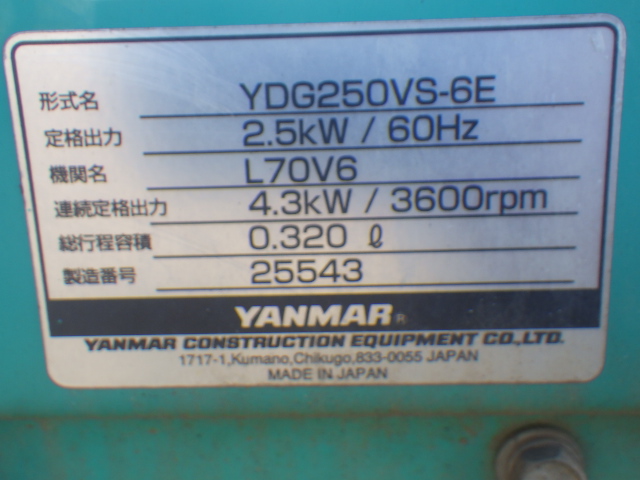 形式名 YDG250VS-6E
定格出力 2.5kW / 60Hz
機関名 L70V6
連続定格出力 4.3kW / 3600rpm
総行程容積 0.320 ℓ
製造番号 25543
YANMAR®
YANMAR CONSTRUCTION EQUIPMENT CO.,LTD.
1717-1,Kumano,Chikugo,833-0055 JAPAN
MADE IN JAPAN